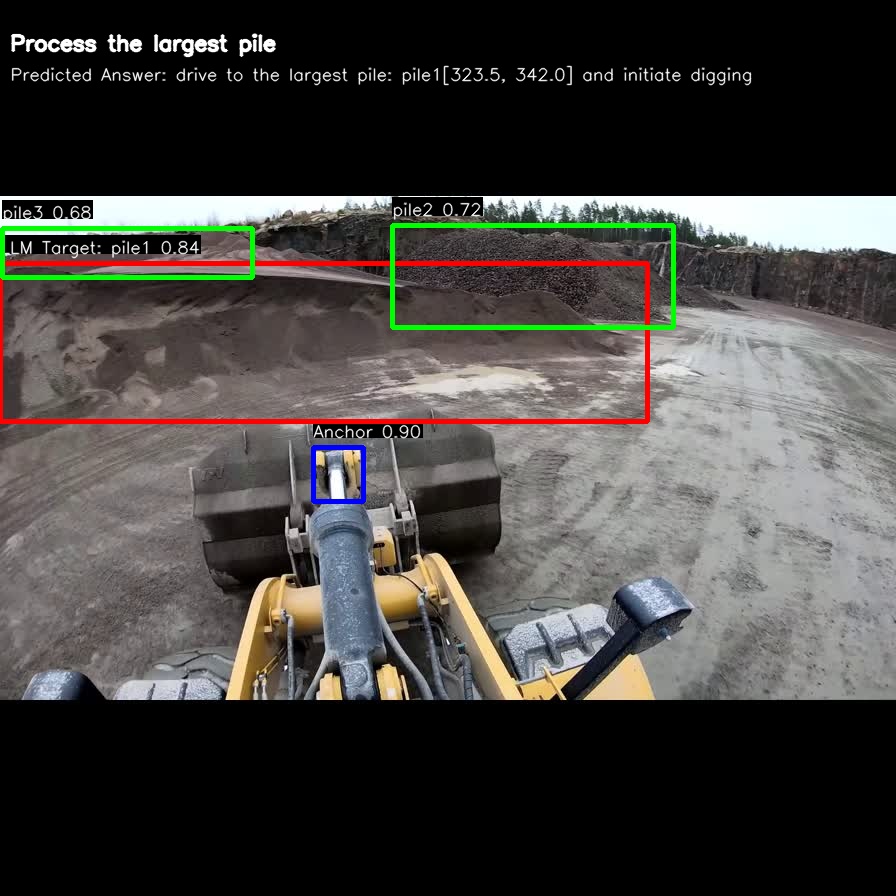 Process the largest pile
Predicted Answer: drive to the largest pile: pile1[323.5, 342.0] and initiate digging
pile3 0.68
pile2 0.72
LM Target: pile1 0.84
Anchor 0.90